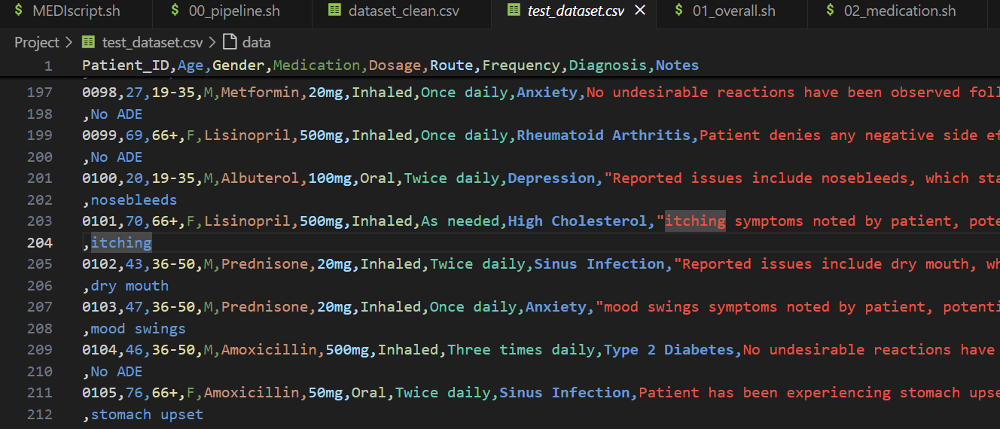 $ MEDIscript.sh $ 00_pipeline.sh dataset_clean.csv test_dataset.csv $ 01_overall.sh $ 02_medication.sh
Project > test_dataset.csv > data
1 Patient_ID,Age,Gender,Medication,Dosage,Route,Frequency,Diagnosis,Notes
197 0098,27,19-35,M,Metformin,20mg,Inhaled,Once daily,Anxiety,No undesirable reactions have been observed foll
198 ,No ADE
199 0099,69,66+,F,Lisinopril,500mg,Inhaled,Once daily,Rheumatoid Arthritis,Patient denies any negative side ef
200 ,No ADE
201 0100,20,19-35,M,Albuterol,100mg,Oral,Twice daily,Depression,"Reported issues include nosebleeds, which sta
202 ,nosebleeds
203 0101,70,66+,F,Lisinopril,500mg,Inhaled,As needed,High Cholesterol,"itching symptoms noted by patient, pote
204 ,itching
205 0102,43,36-50,M,Prednisone,20mg,Inhaled,Twice daily,Sinus Infection,"Reported issues include dry mouth, wh
206 ,dry mouth
207 0103,47,36-50,M,Prednisone,20mg,Inhaled,Once daily,Anxiety,"mood swings symptoms noted by patient, potenti
208 ,mood swings
209 0104,46,36-50,M,Amoxicillin,500mg,Inhaled,Three times daily,Type 2 Diabetes,No undesirable reactions have
210 ,No ADE
211 0105,76,66+,F,Amoxicillin,50mg,Oral,Twice daily,Sinus Infection,Patient has been experiencing stomach upse
212 ,stomach upset